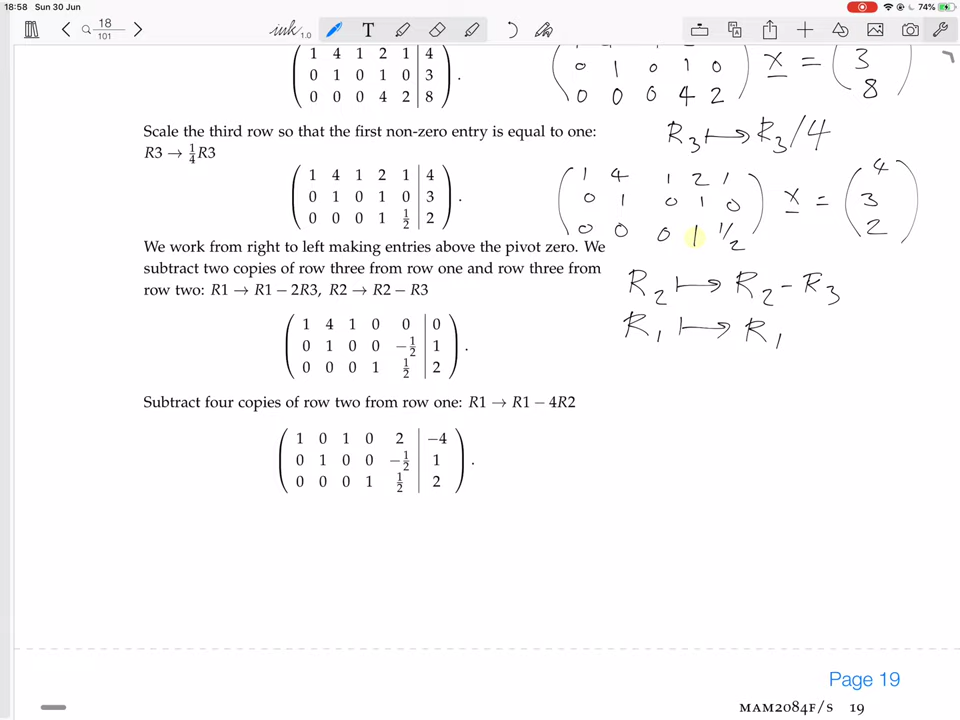 18:58 Sun 30 Jun
74%
18
101
ink 1.0
T
1 4 1 2 1 | 4
0 1 0 1 0 | 3
0 0 0 4 2 | 8
.
0 1 0 1 0 x = 3
0 0 0 4 2 8
Scale the third row so that the first non-zero entry is equal to one:
R3 → 1/4 R3
R3 ↦ R3/4
1 4 1 2 1 | 4
0 1 0 1 0 | 3
0 0 0 1 1/2 | 2
.
1 4 1 2 1 4
0 1 0 1 0 x = 3
0 0 0 1 1/2 2
We work from right to left making entries above the pivot zero. We
subtract two copies of row three from row one and row three from
row two: R1 → R1 − 2R3, R2 → R2 − R3
R2 ↦ R2 - R3
R1 ↦ R1
1 4 1 0 0 | 0
0 1 0 0 −1/2 | 1
0 0 0 1 1/2 | 2
.
Subtract four copies of row two from row one: R1 → R1 − 4R2
1 0 1 0 2 | −4
0 1 0 0 −1/2 | 1
0 0 0 1 1/2 | 2
.
Page 19
MAM2084F/S 19